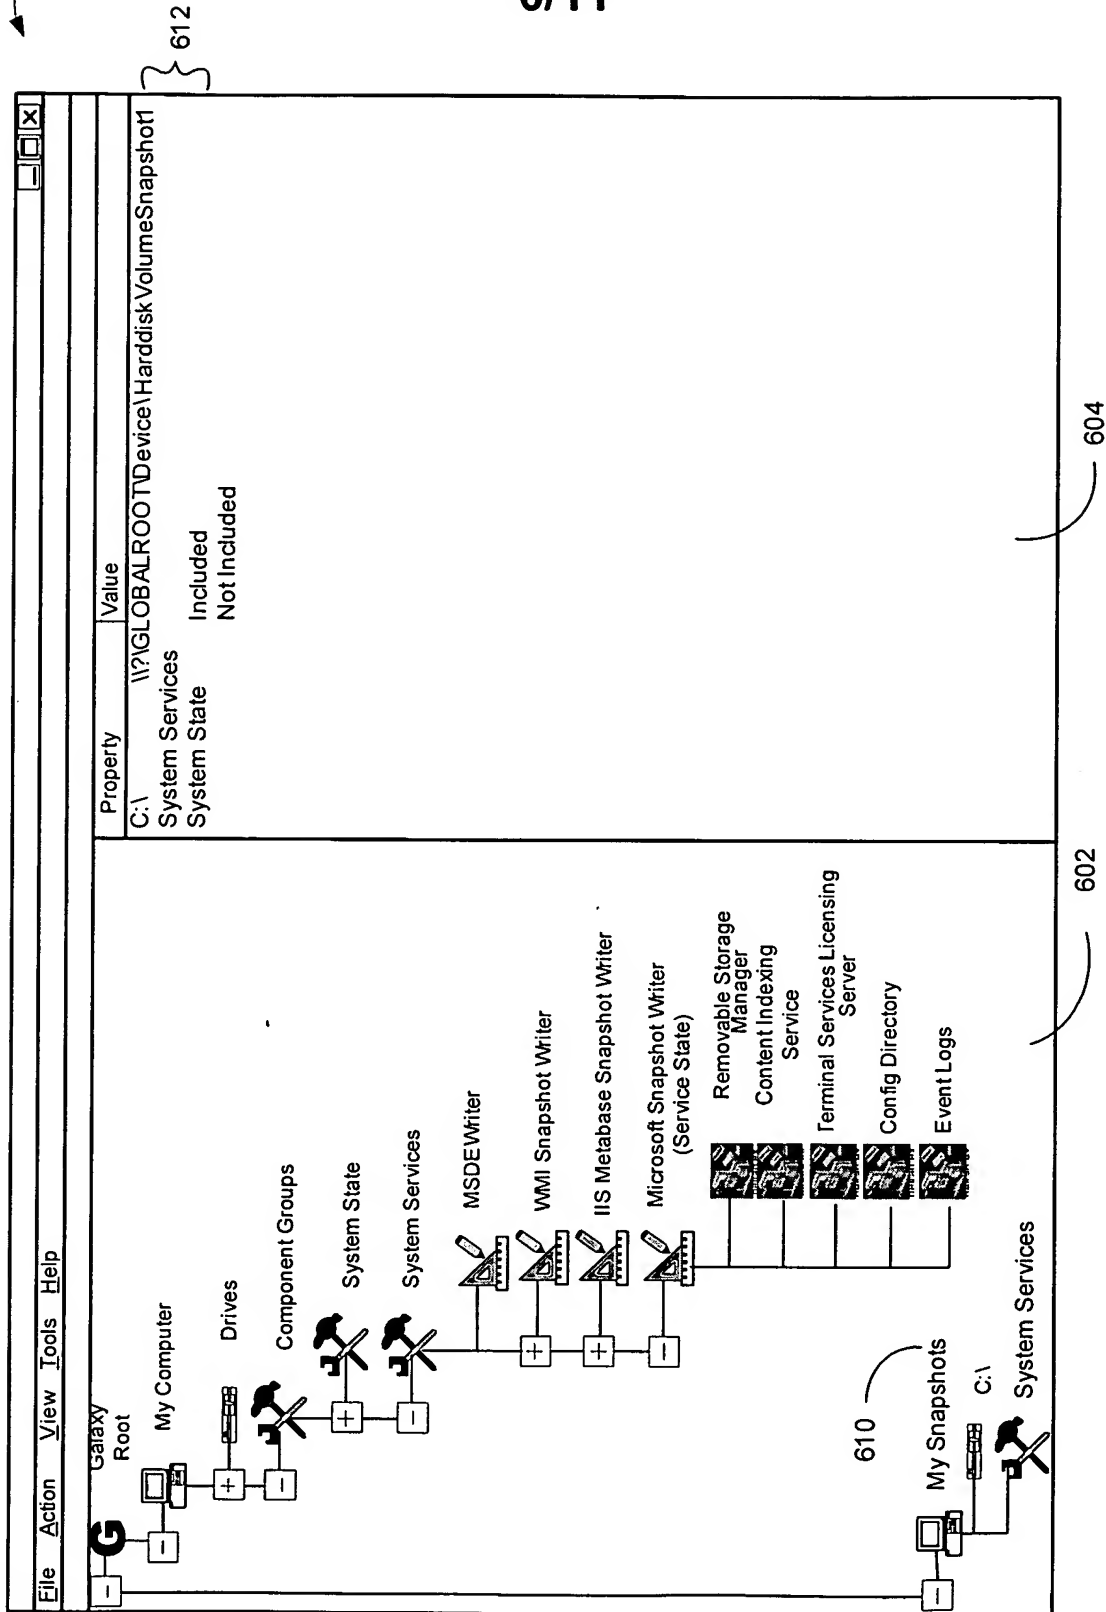 612
File Action View Tools Help
Galaxy
Root
My Computer
Drives
Component Groups
System State
System Services
MSDEWriter
WMI Snapshot Writer
IIS Metabase Snapshot Writer
Microsoft Snapshot Writer
(Service State)
Removable Storage
Manager
Content Indexing
Service
Terminal Services Licensing
Server
Config Directory
Event Logs
610
My Snapshots
C:\
System Services
602
Property Value
C:\ \\?\GLOBALROOT\Device\HarddiskVolumeSnapshot1
System Services
System State Included
Not Included
604